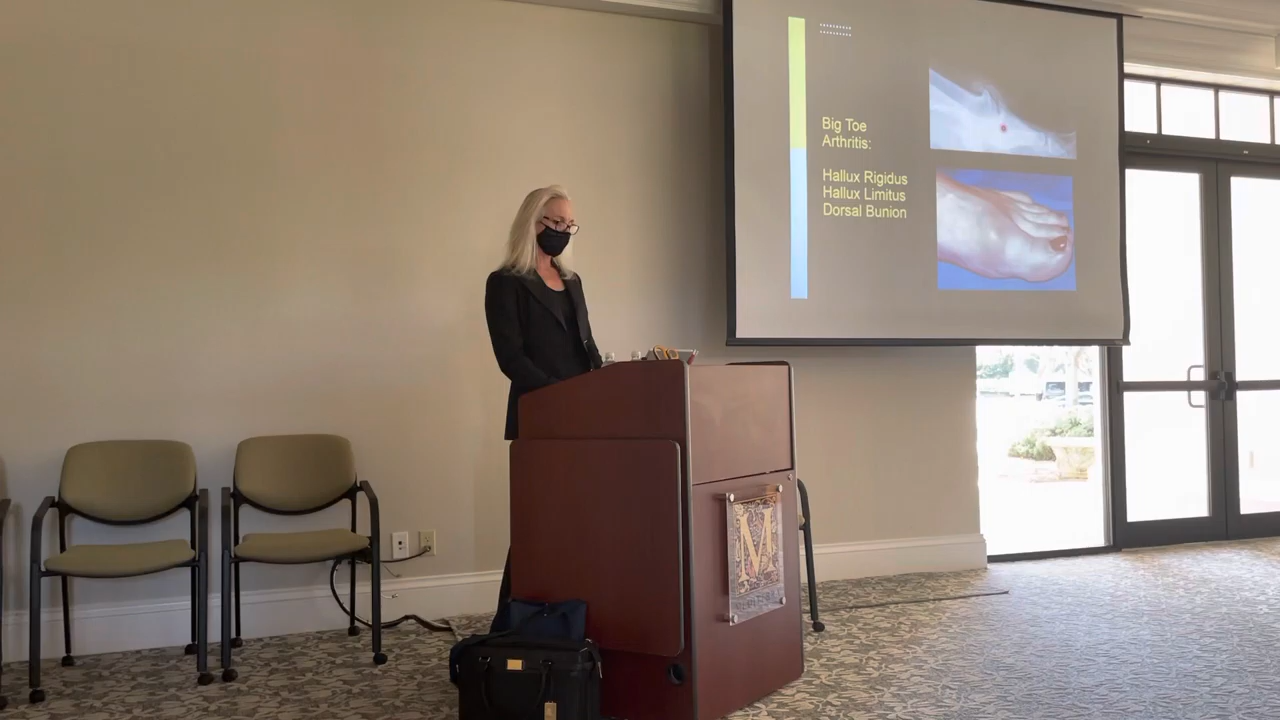 Big Toe
Arthritis:
Hallux Rigidus
Hallux Limitus
Dorsal Bunion
M